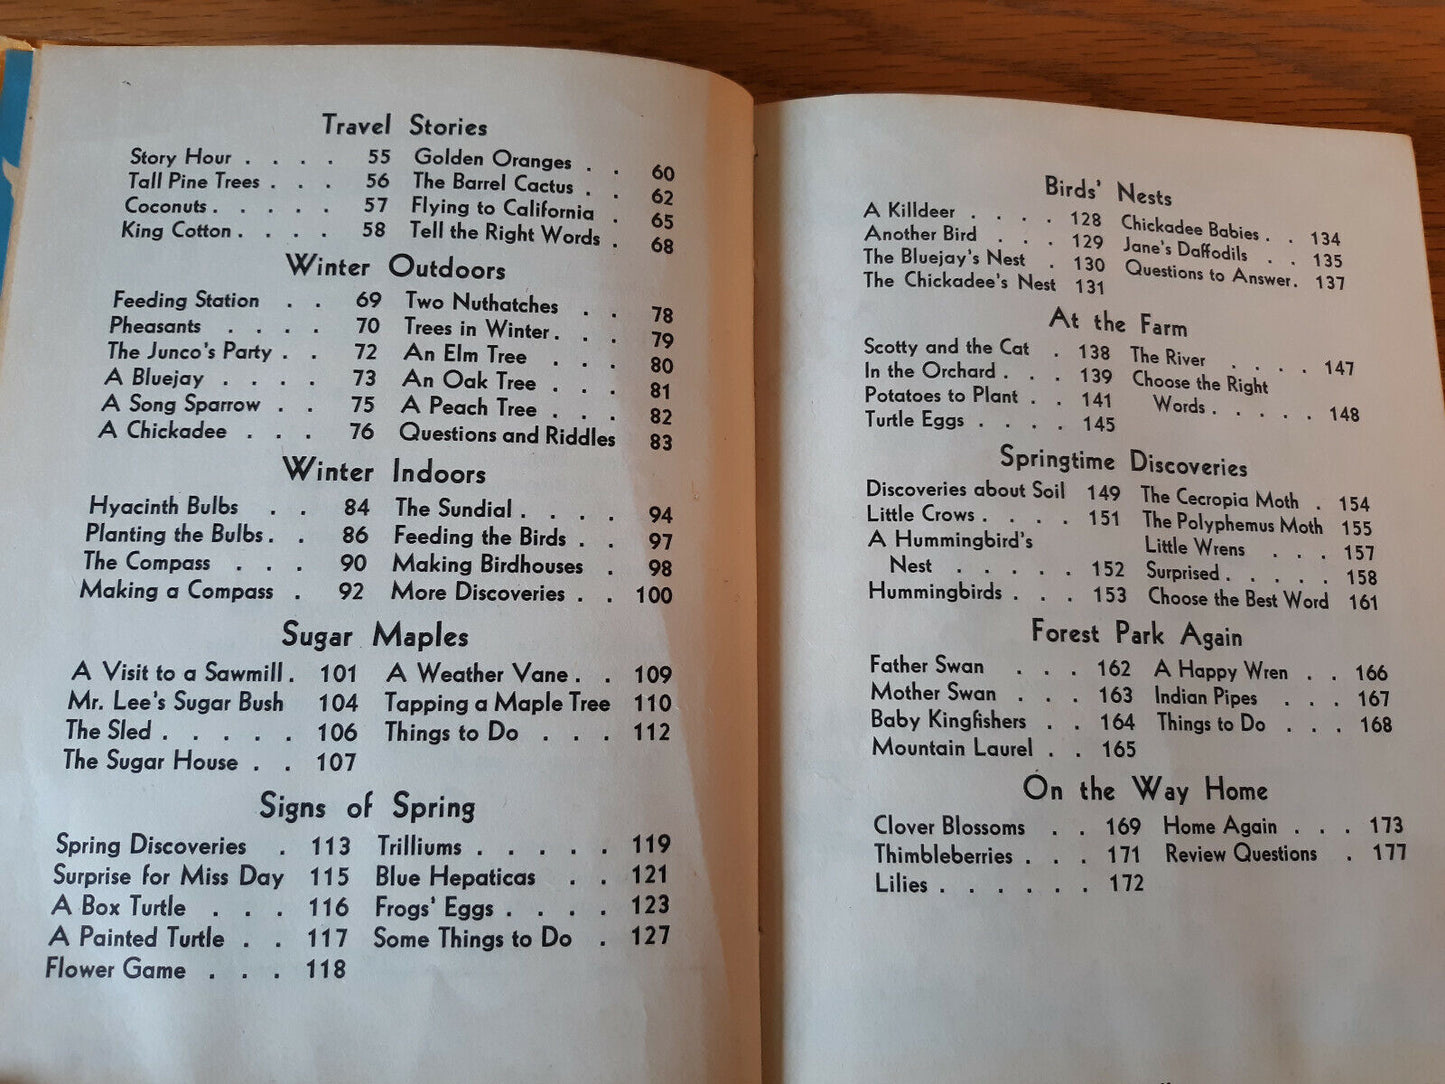 Travel Stories
Story Hour . . . . 55
Tall Pine Trees . . . 56
Coconuts . . . . . 57
King Cotton . . . . 58
Golden Oranges . . 60
The Barrel Cactus . . 62
Flying to California . 65
Tell the Right Words . 68
Winter Outdoors
Feeding Station . . 69
Pheasants . . . . 70
The Junco's Party . . 72
A Bluejay . . . . 73
A Song Sparrow . . 75
A Chickadee . . . 76
Two Nuthatches . . 78
Trees in Winter . . . 79
An Elm Tree . . . 80
An Oak Tree . . . 81
A Peach Tree . . . 82
Questions and Riddles 83
Winter Indoors
Hyacinth Bulbs . . 84
Planting the Bulbs . . 86
The Compass . . . 90
Making a Compass . 92
The Sundial . . . . 94
Feeding the Birds . . 97
Making Birdhouses . 98
More Discoveries . . 100
Sugar Maples
A Visit to a Sawmill . 101
Mr. Lee's Sugar Bush 104
The Sled . . . . . 106
The Sugar House . . 107
A Weather Vane . . 109
Tapping a Maple Tree 110
Things to Do . . . 112
Signs of Spring
Spring Discoveries . 113
Surprise for Miss Day 115
A Box Turtle . . . 116
A Painted Turtle . . 117
Flower Game . . . 118
Trilliums . . . . . 119
Blue Hepaticas . . 121
Frogs' Eggs . . . . 123
Some Things to Do . 127
Birds' Nests
A Killdeer . . . . 128
Another Bird . . . 129
The Bluejay's Nest . 130
The Chickadee's Nest 131
Chickadee Babies . . 134
Jane's Daffodils . . 135
Questions to Answer . 137
At the Farm
Scotty and the Cat . 138
In the Orchard . . . 139
Potatoes to Plant . . 141
Turtle Eggs . . . . 145
The River . . . . 147
Choose the Right
Words . . . . . 148
Springtime Discoveries
Discoveries about Soil 149
Little Crows . . . . 151
A Hummingbird's
Nest . . . . . 152
Hummingbirds . . . 153
The Cecropia Moth . 154
The Polyphemus Moth 155
Little Wrens . . . 157
Surprised . . . . . 158
Choose the Best Word 161
Forest Park Again
Father Swan . . . 162
Mother Swan . . . 163
Baby Kingfishers . . 164
Mountain Laurel . . 165
A Happy Wren . . 166
Indian Pipes . . . 167
Things to Do . . . 168
On the Way Home
Clover Blossoms . . 169
Thimbleberries . . . 171
Lilies . . . . . . 172
Home Again . . . 173
Review Questions . 177